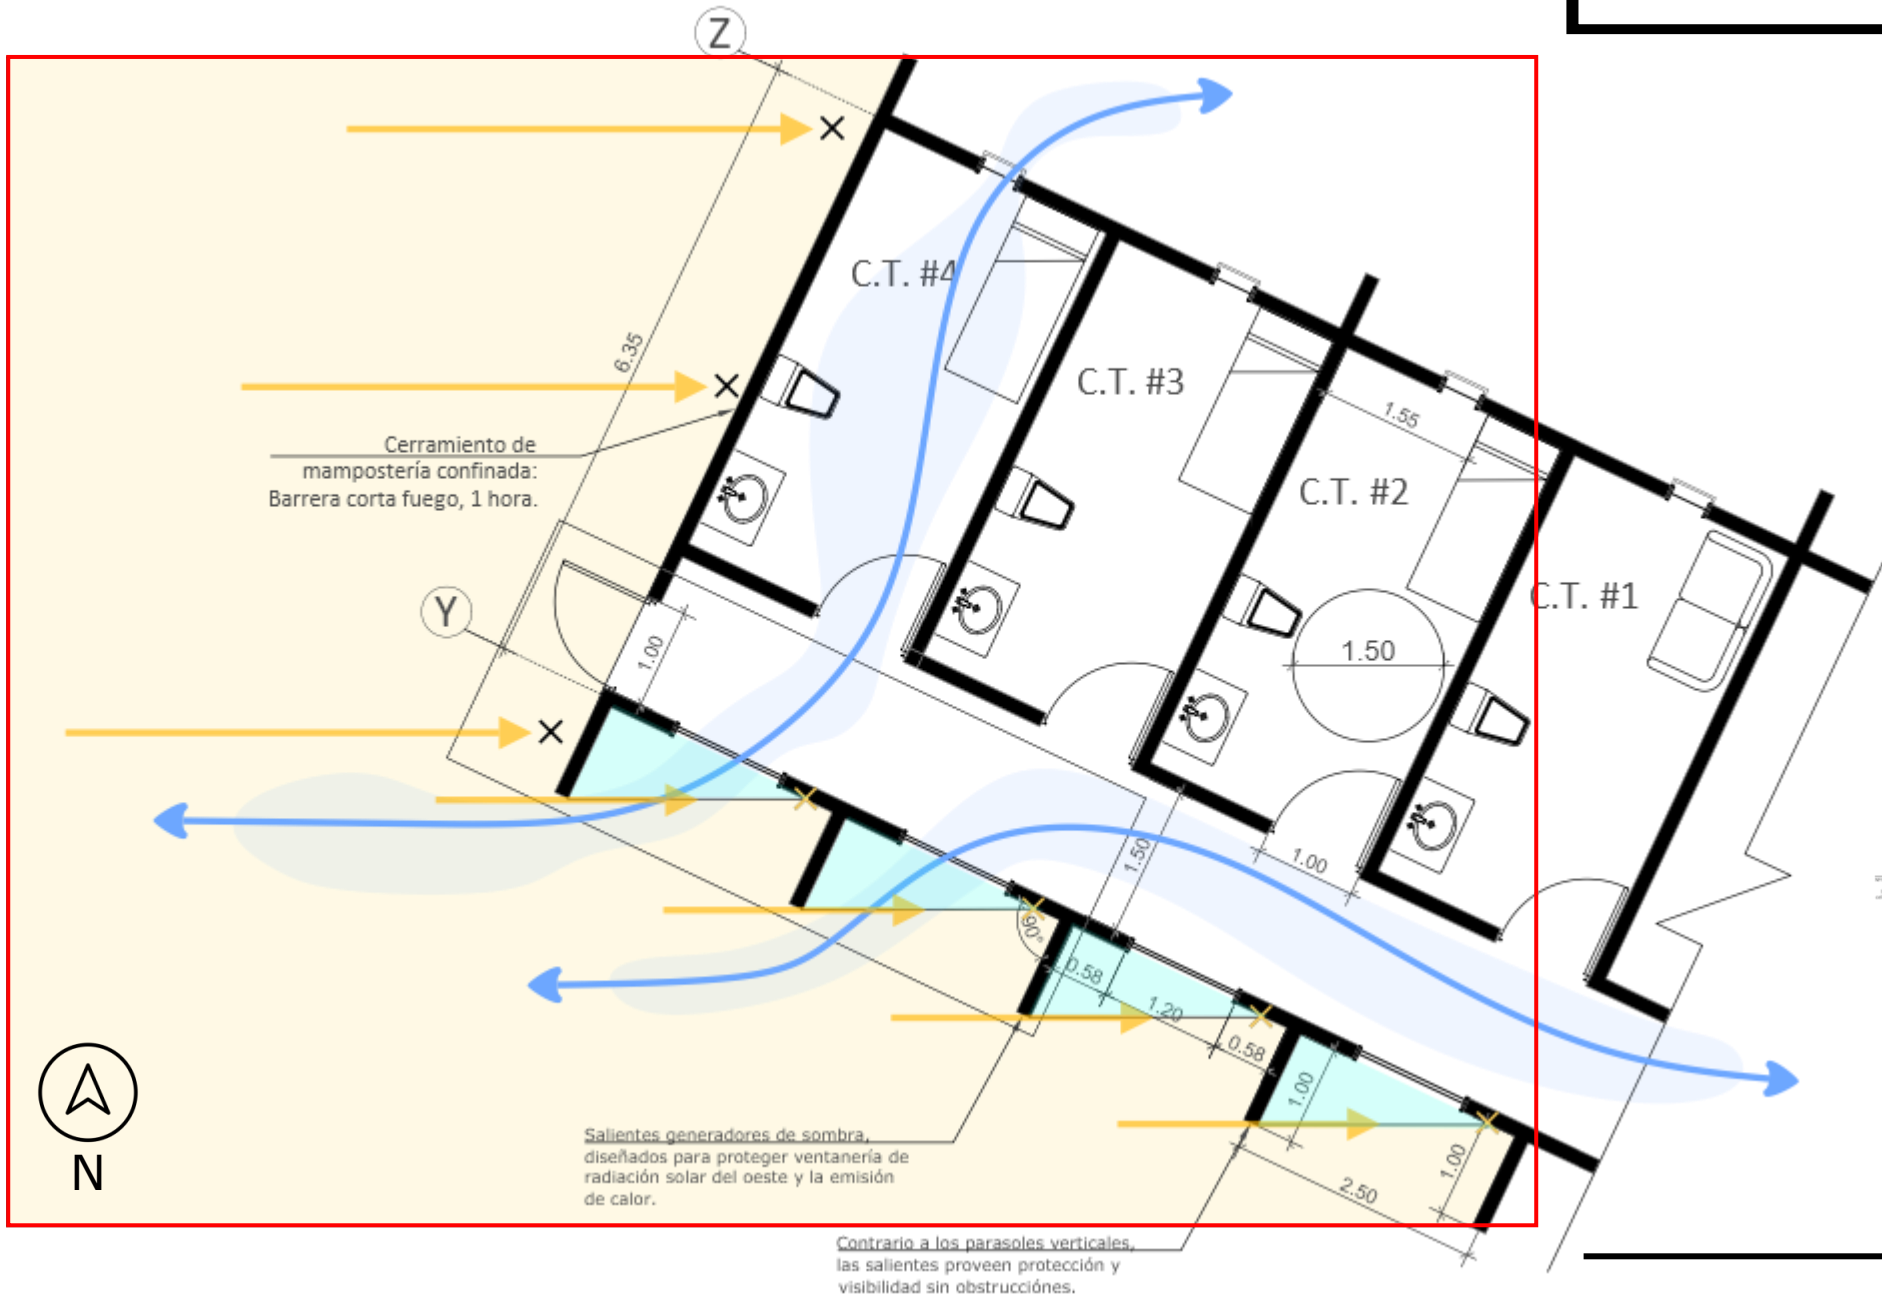 Z
C.T. #4
6.35
C.T. #3
1.55
Cerramiento de
mampostería confinada:
Barrera corta fuego, 1 hora.
C.T. #2
C.T. #1
Y
1.00
1.50
1.50
1.00
90°
0.58
1.20
0.58
1.00
1.00
2.50
N
Salientes generadores de sombra,
diseñados para proteger ventanería de
radiación solar del oeste y la emisión
de calor.
Contrario a los parasoles verticales,
las salientes proveen protección y
visibilidad sin obstrucciónes.